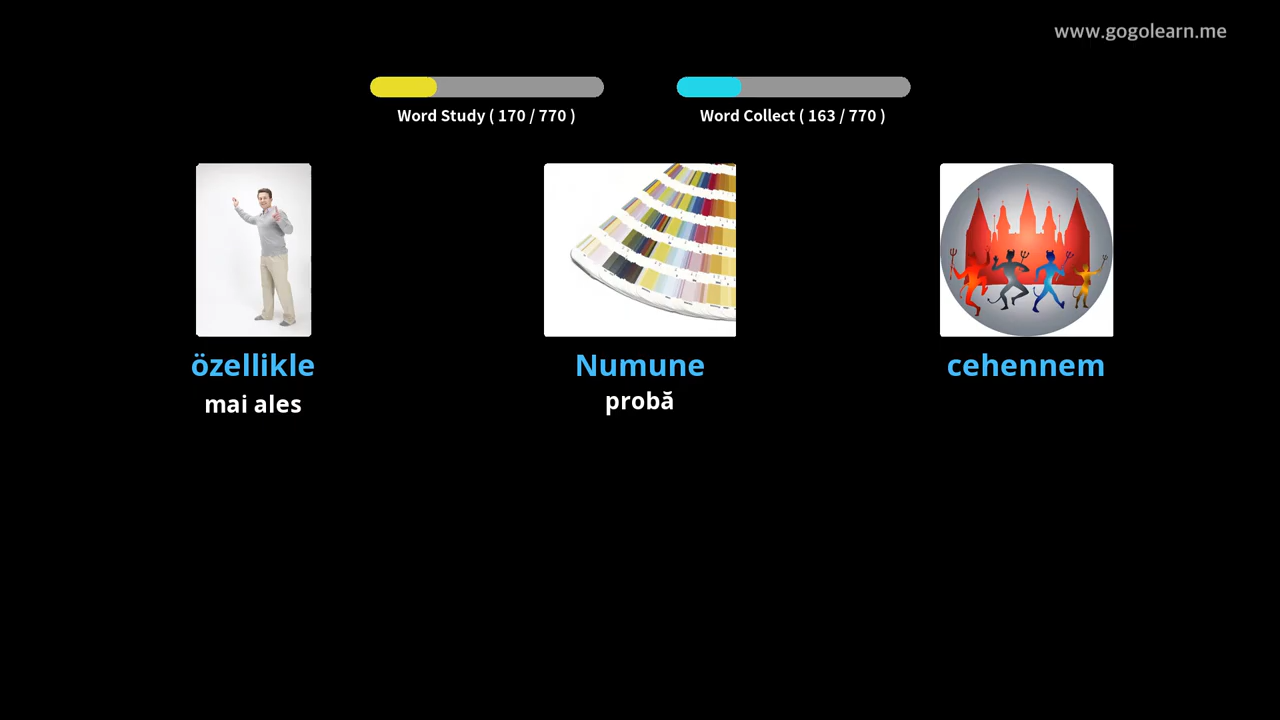 www.gogolearn.me
Word Study ( 170 / 770 )
Word Collect ( 163 / 770 )
özellikle
mai ales
Numune
probă
cehennem